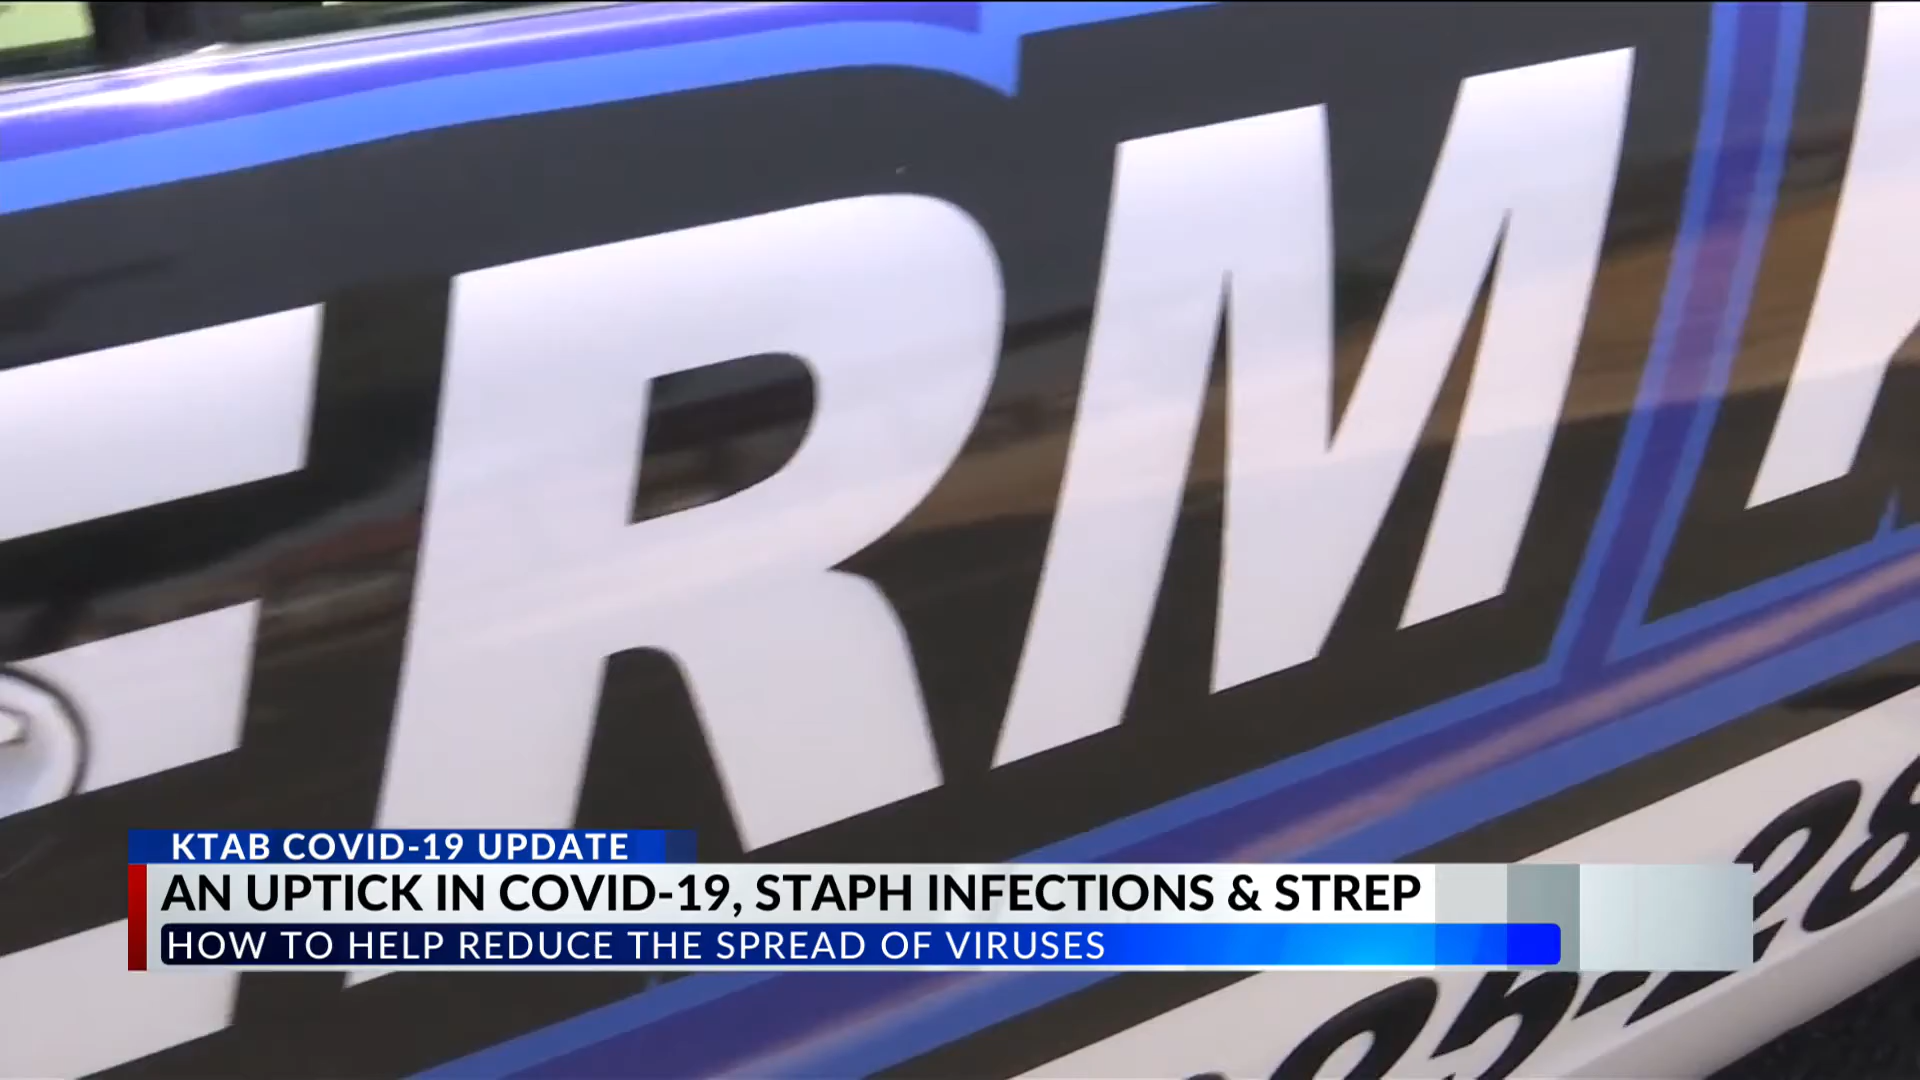 ERM
KTAB COVID-19 UPDATE
AN UPTICK IN COVID-19, STAPH INFECTIONS & STREP
HOW TO HELP REDUCE THE SPREAD OF VIRUSES